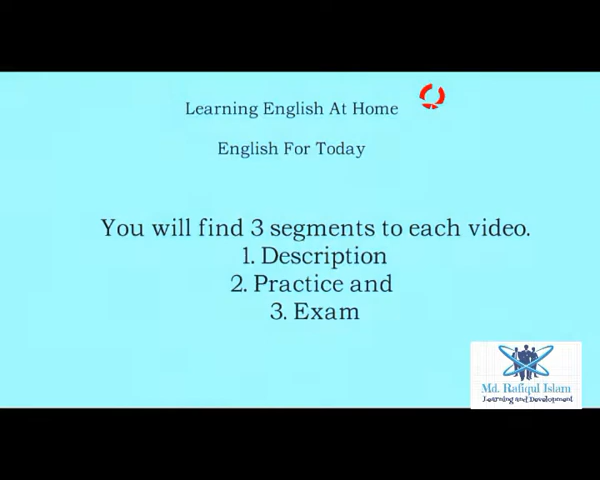 Learning English At Home
English For Today
You will find 3 segments to each video.
1. Description
2. Practice and
3. Exam
Md. Rafiqul Islam
Learning and Development